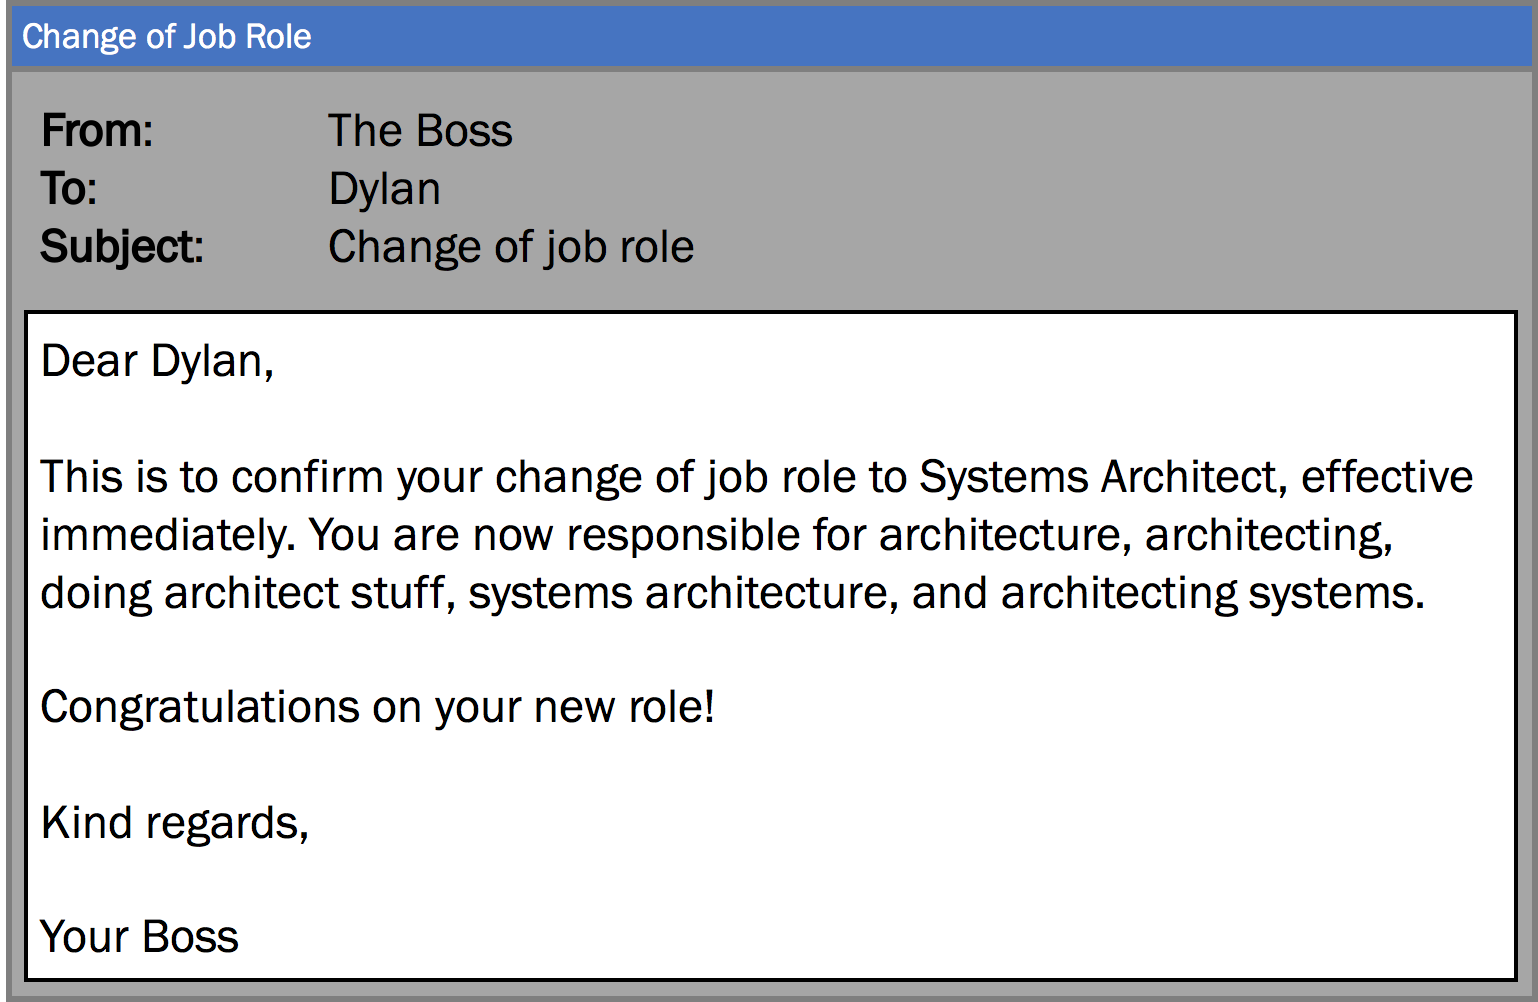 Change of Job Role
From: The Boss
To: Dylan
Subject: Change of job role
Dear Dylan,
This is to confirm your change of job role to Systems Architect, effective
immediately. You are now responsible for architecture, architecting,
doing architect stuff, systems architecture, and architecting systems.
Congratulations on your new role!
Kind regards,
Your Boss